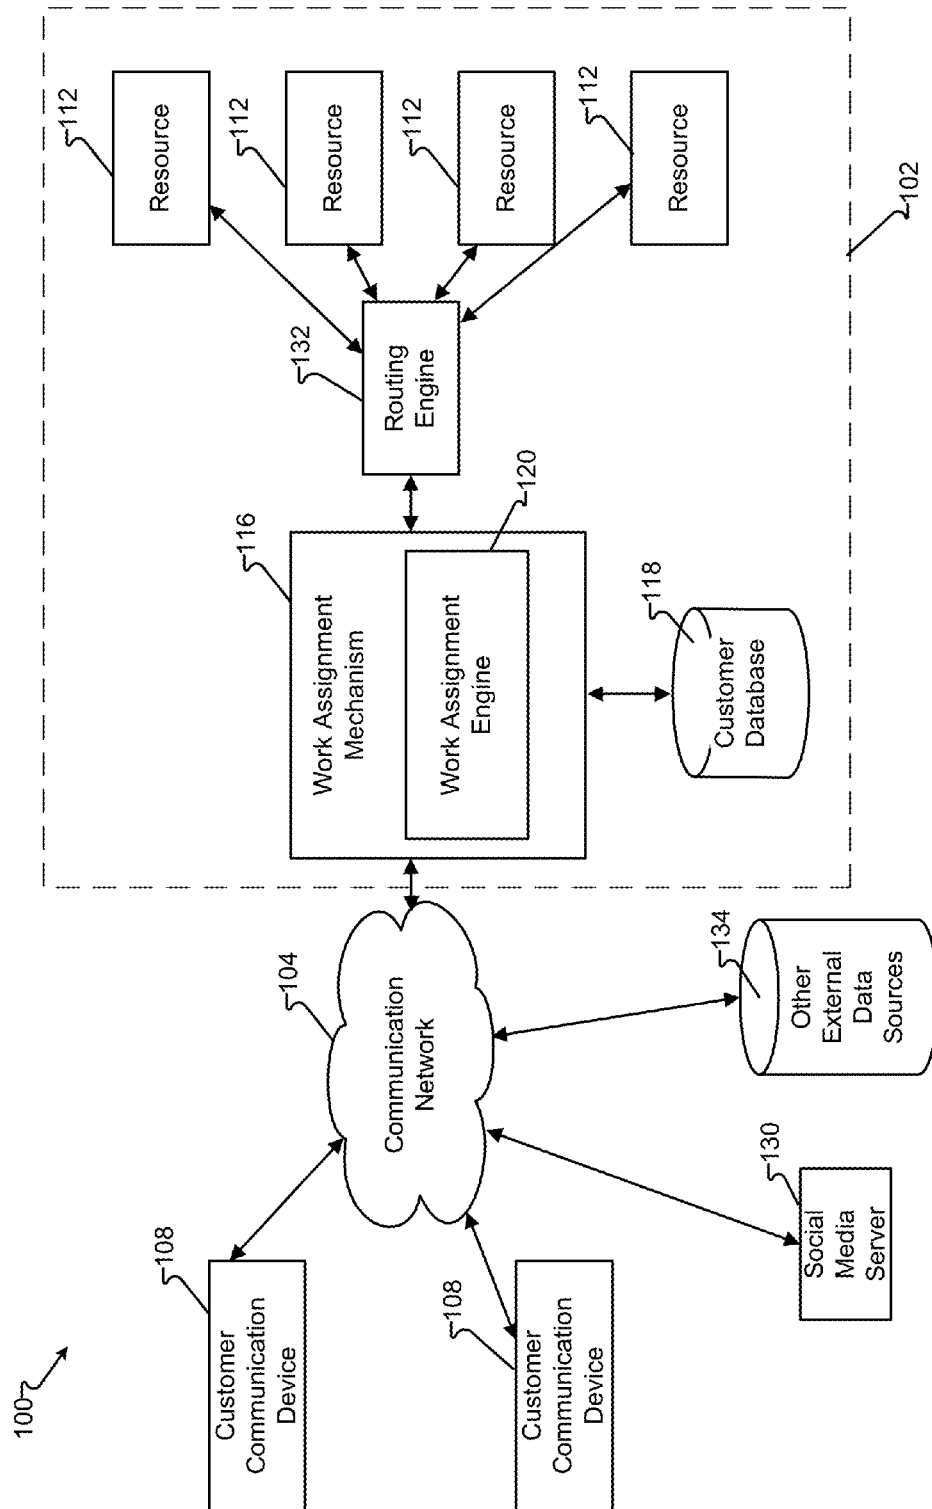 100
108
Customer
Communication
Device
108
Customer
Communication
Device
104
Communication
Network
130
Social
Media
Server
134
Other
External
Data
Sources
116
Work Assignment
Mechanism
120
Work Assignment
Engine
118
Customer
Database
132
Routing
Engine
112
Resource
112
Resource
112
Resource
112
Resource
102